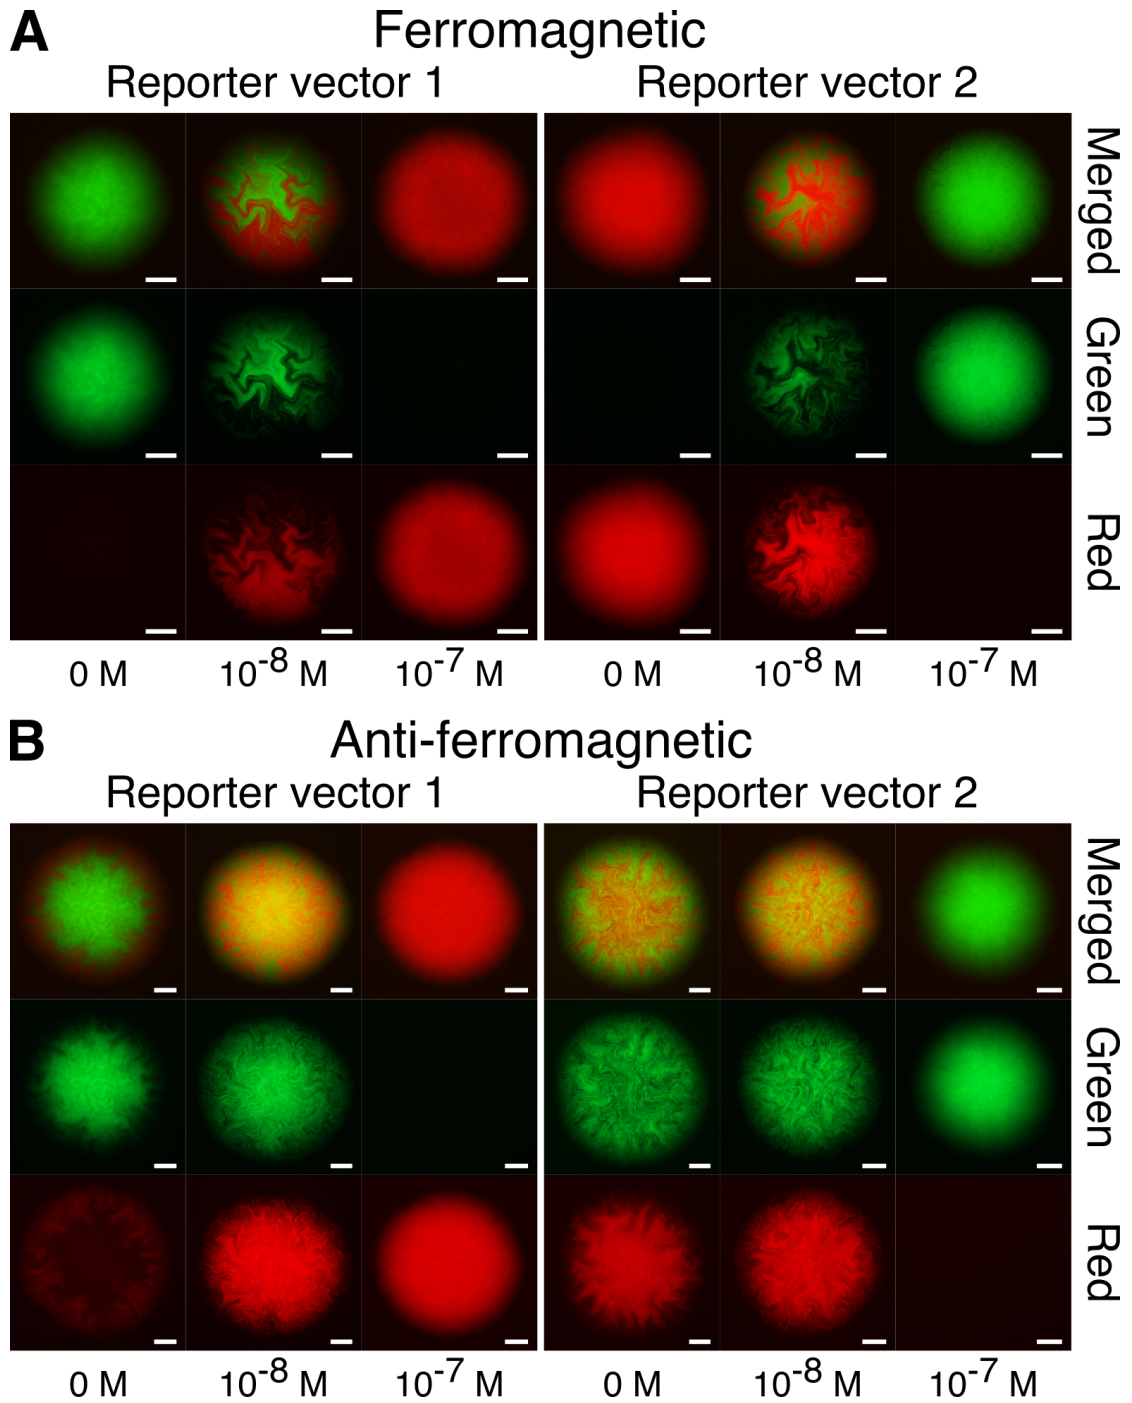 A
Ferromagnetic
Reporter vector 1
Reporter vector 2
Merged
Green
Red
0 M
10-8 M
10-7 M
0 M
10-8 M
10-7 M
B
Anti-ferromagnetic
Reporter vector 1
Reporter vector 2
Merged
Green
Red
0 M
10-8 M
10-7 M
0 M
10-8 M
10-7 M